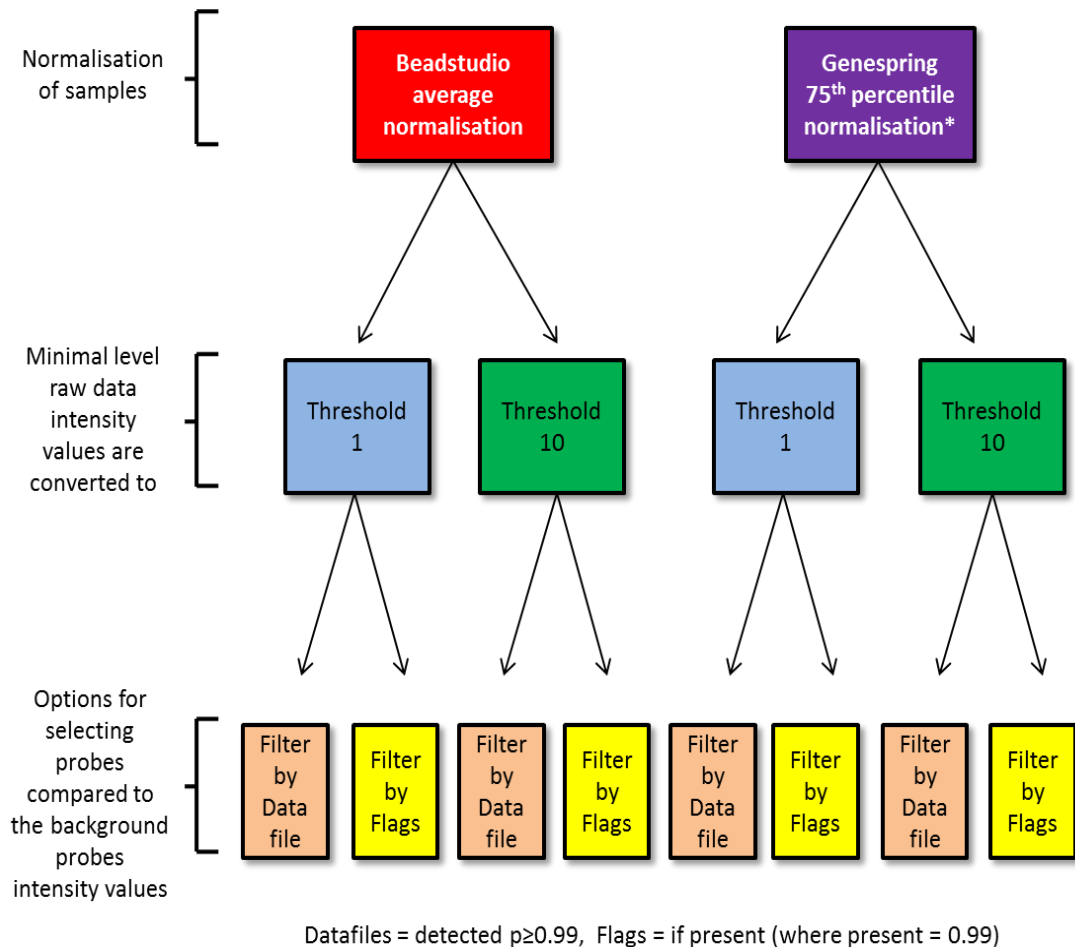 Normalisation
of samples
Beadstudio
average
normalisation
Genespring
75th percentile
normalisation*
Minimal level
raw data
intensity
values are
converted to
Threshold
1
Threshold
10
Threshold
1
Threshold
10
Options for
selecting
probes
compared to
the background
probes
intensity values
Filter
by
Data
file
Filter
by
Flags
Filter
by
Data
file
Filter
by
Flags
Filter
by
Data
file
Filter
by
Flags
Filter
by
Data
file
Filter
by
Flags
Datafiles = detected p≥0.99, Flags = if present (where present = 0.99)